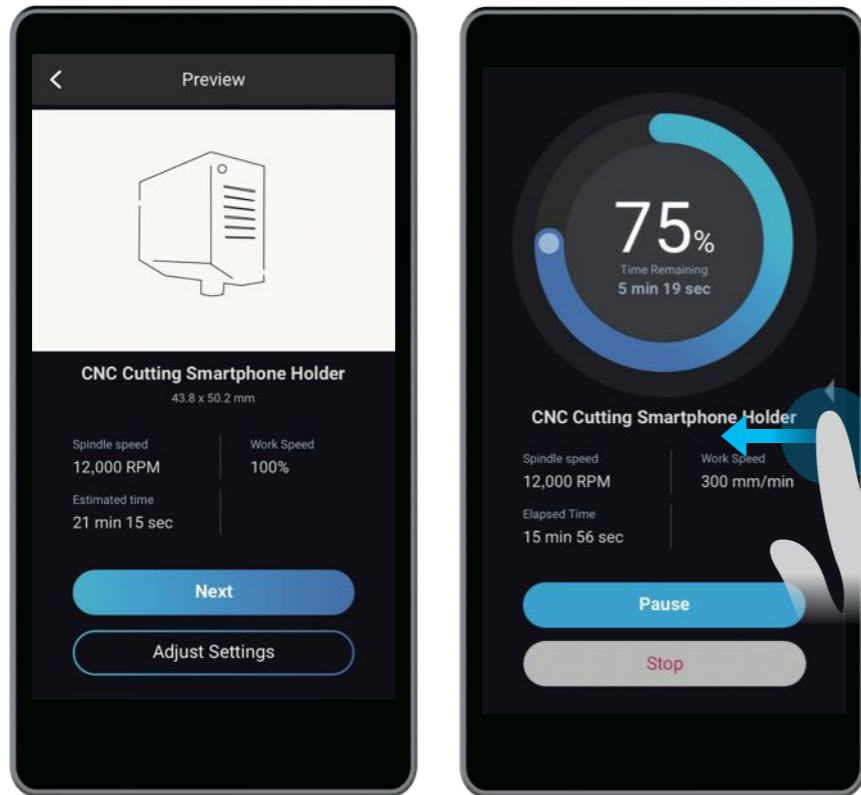 Preview
CNC Cutting Smartphone Holder
43.8 x 50.2 mm
Spindle speed
Work Speed
12,000 RPM
100%
Estimated time
21 min 15 sec
Next
Adjust Settings
75%
Time Remaining
5 min 19 sec
CNC Cutting Smartphone Holder
Spindle speed
Work Speed
12,000 RPM
300 mm/min
Elapsed Time
15 min 56 sec
Pause
Stop